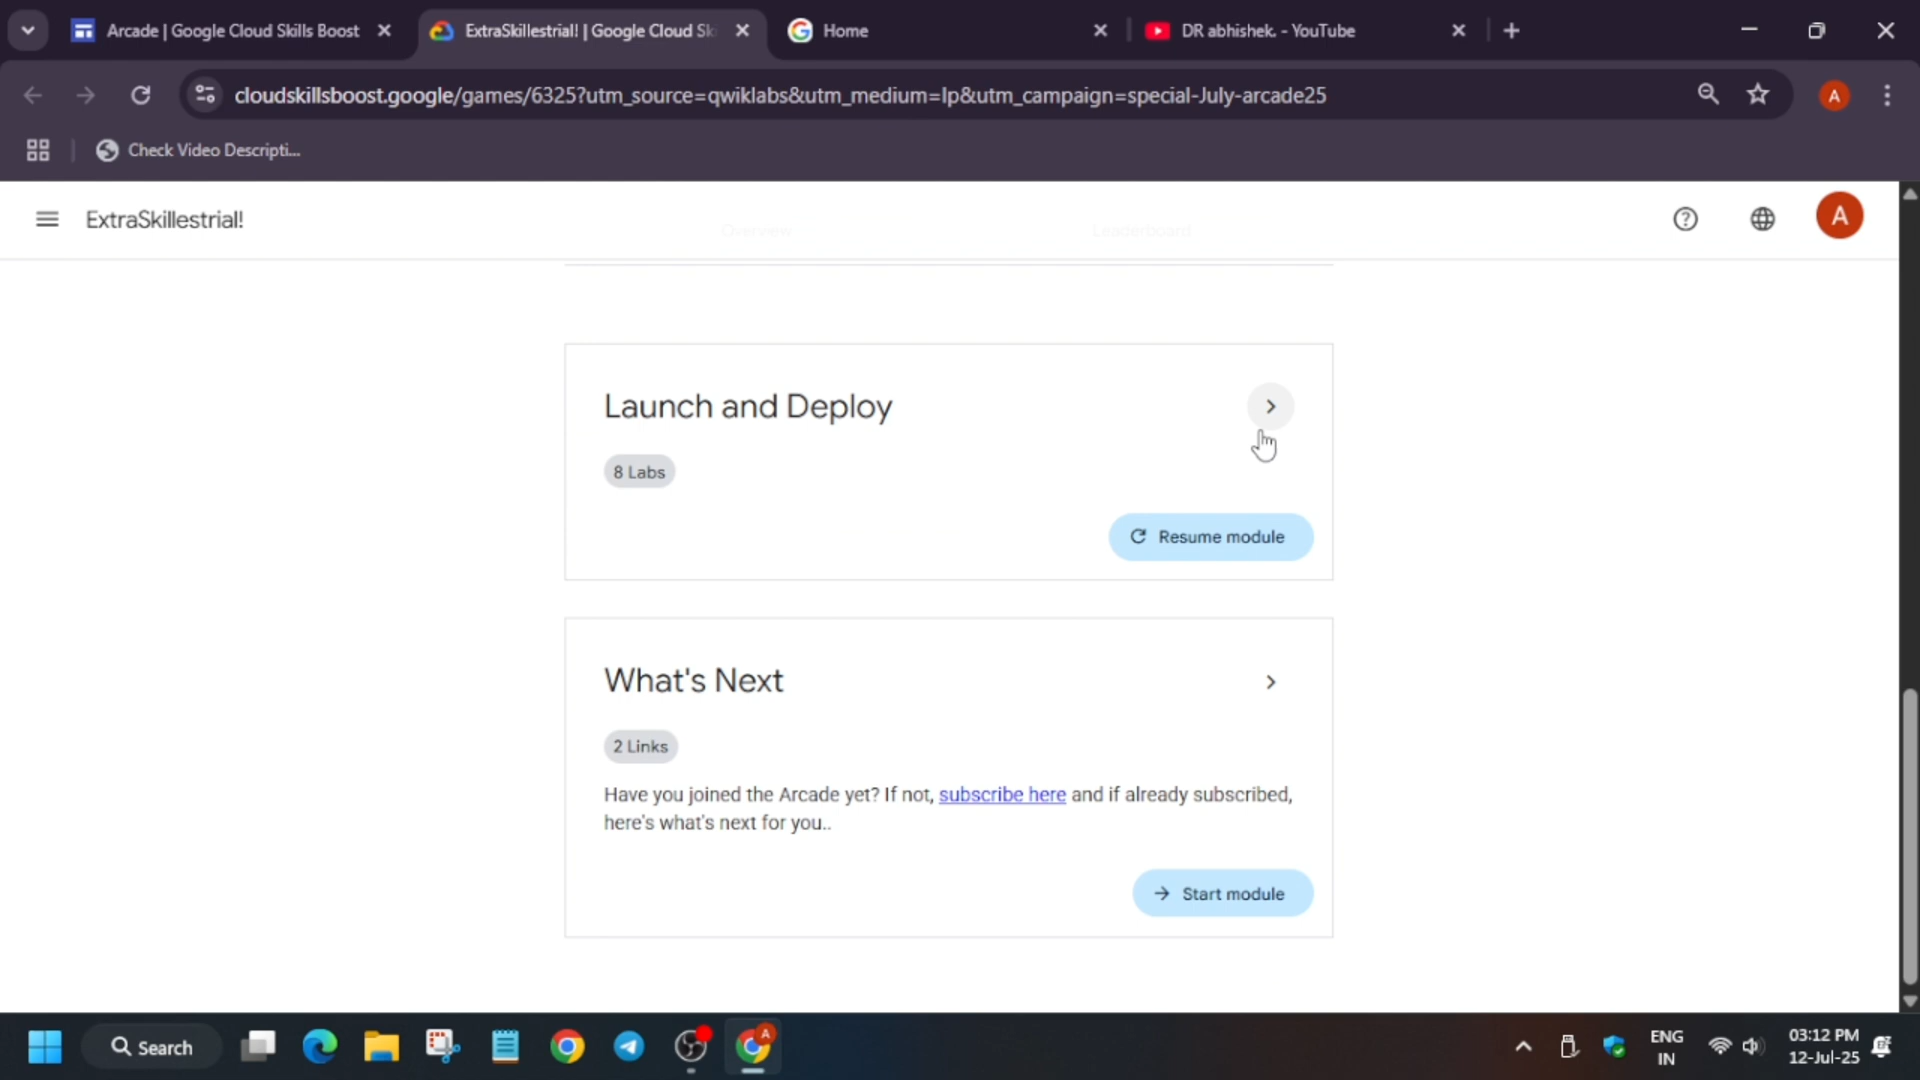 Arcade | Google Cloud Skills Boost
ExtraSkillestrial! | Google Cloud Sk
Home
DR abhishek. - YouTube
cloudskillsboost.google/games/6325?utm_source=qwiklabs&utm_medium=lp&utm_campaign=special-July-arcade25
A
Check Video Descripti...
ExtraSkillestrial!
Overview
Leaderboard
A
Launch and Deploy
8 Labs
Resume module
What's Next
2 Links
Have you joined the Arcade yet? If not, subscribe here and if already subscribed,
here's what's next for you..
Start module
Search
A
ENG
IN
03:12 PM
12-Jul-25